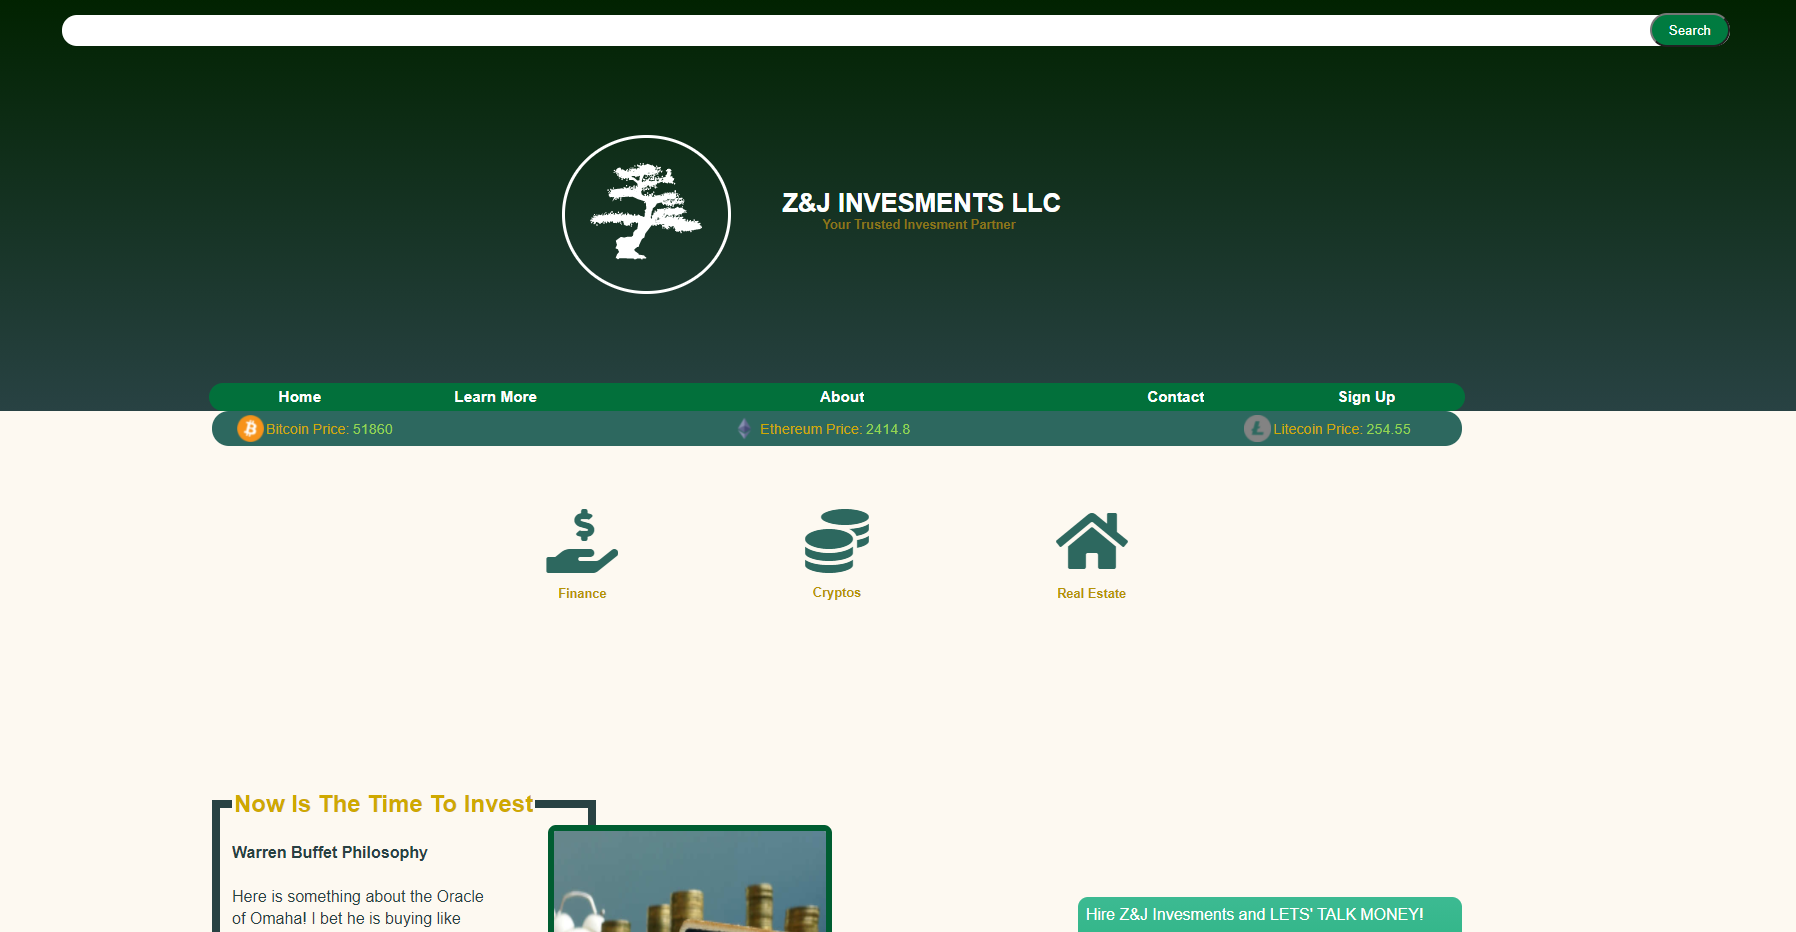 Search
Z&J INVESMENTS LLC
Your Trusted Invesment Partner
Home Learn More About Contact Sign Up
Bitcoin Price: 51860 Ethereum Price: 2414.8 Litecoin Price: 254.55
Finance Cryptos Real Estate
Now Is The Time To Invest
Warren Buffet Philosophy
Here is something about the Oracle
of Omaha! I bet he is buying like
Hire Z&J Invesments and LETS' TALK MONEY!